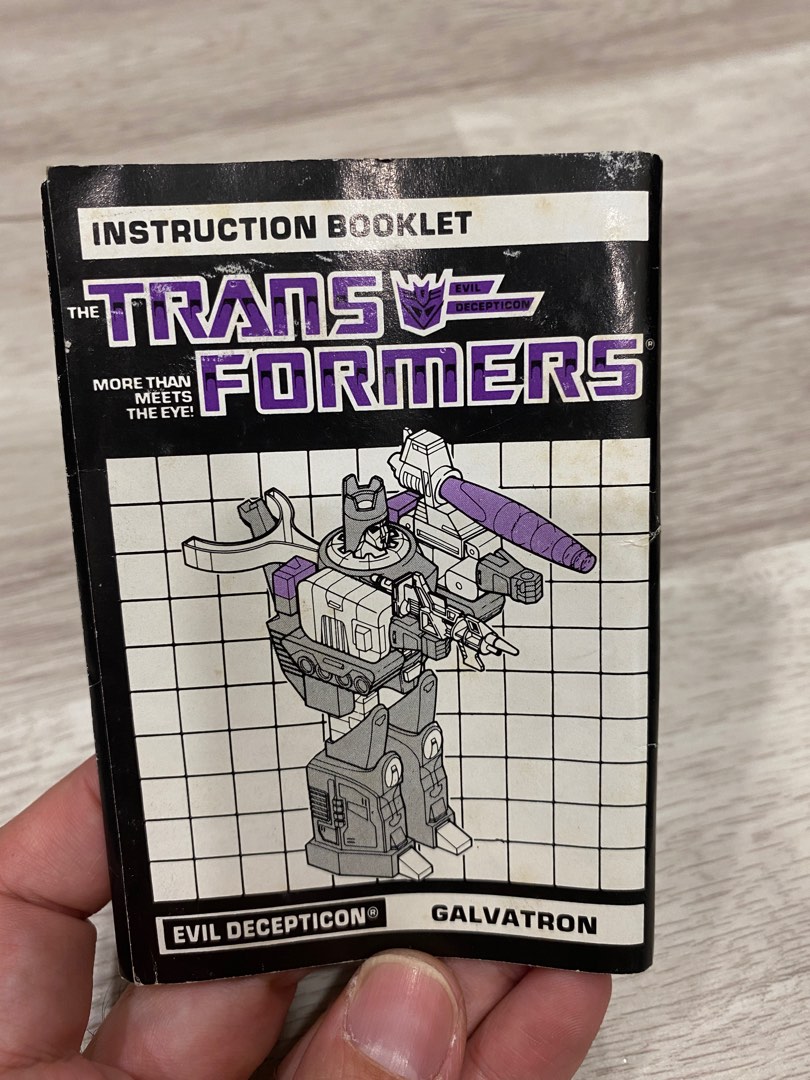 INSTRUCTION BOOKLET
THE TRANS
EVIL
DECEPTICON
FORMERS®
MORE THAN
MEETS
THE EYE!
EVIL DECEPTICON® GALVATRON